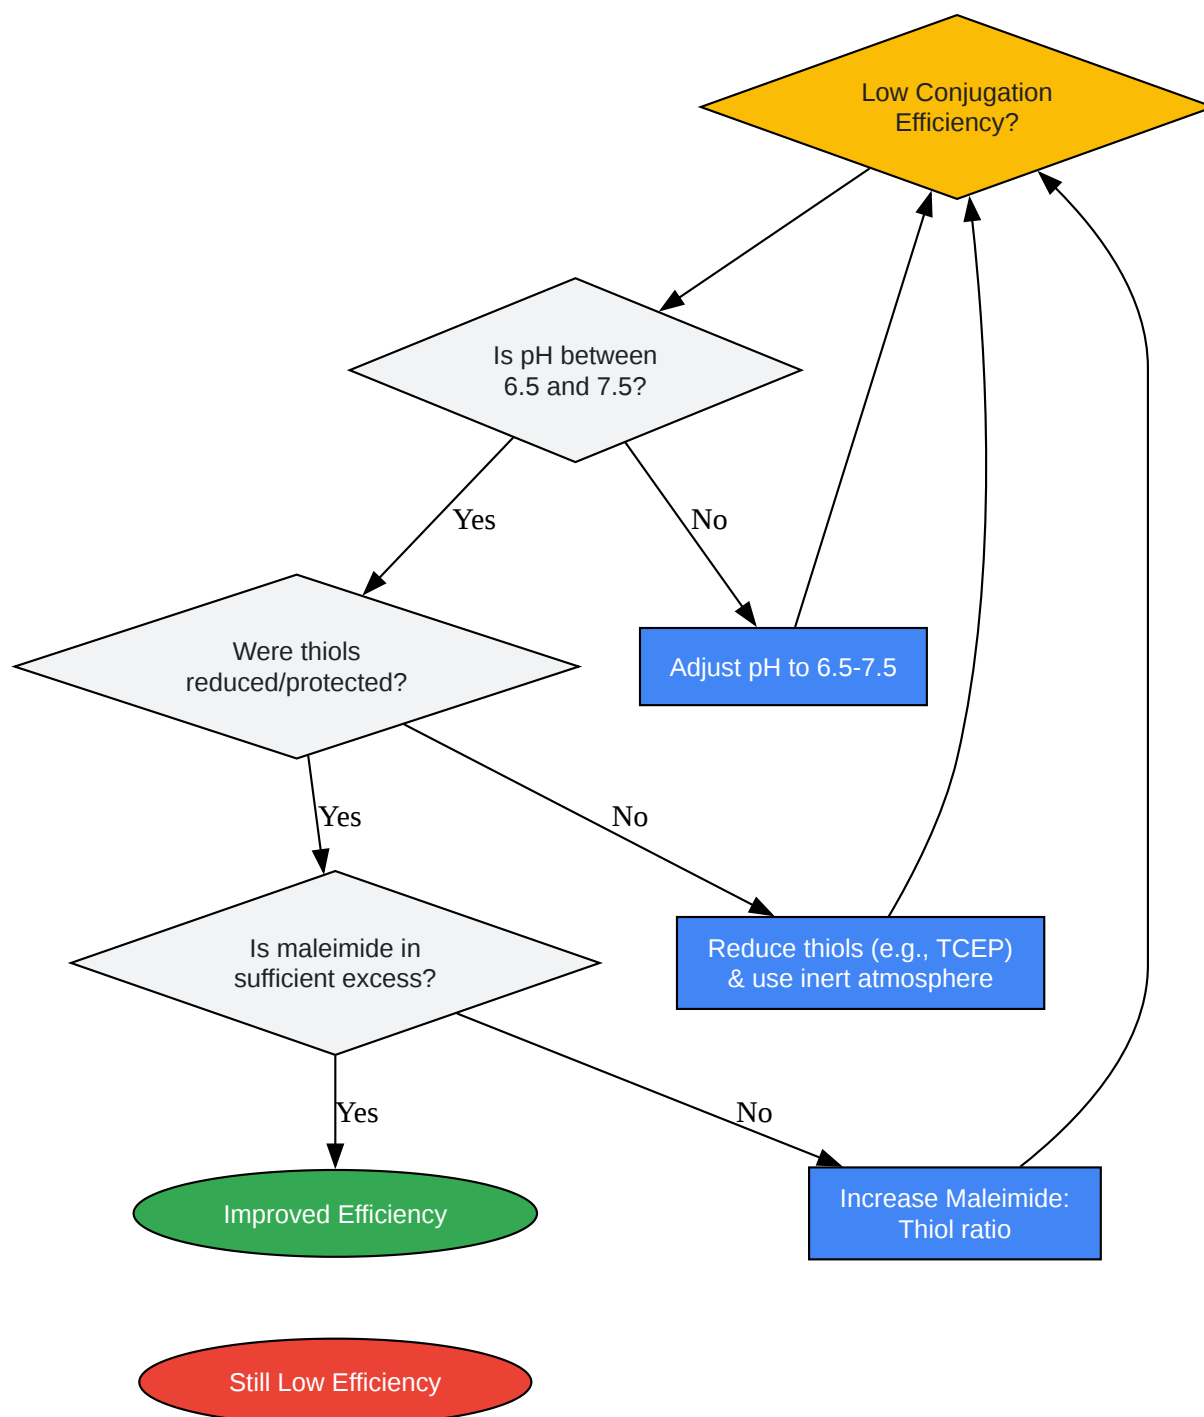 Low Conjugation
Efficiency?
Is pH between
6.5 and 7.5?
Yes
No
Were thiols
reduced/protected?
Adjust pH to 6.5-7.5
Yes
No
Is maleimide in
sufficient excess?
Reduce thiols (e.g., TCEP)
& use inert atmosphere
Yes
No
Improved Efficiency
Increase Maleimide:
Thiol ratio
Still Low Efficiency